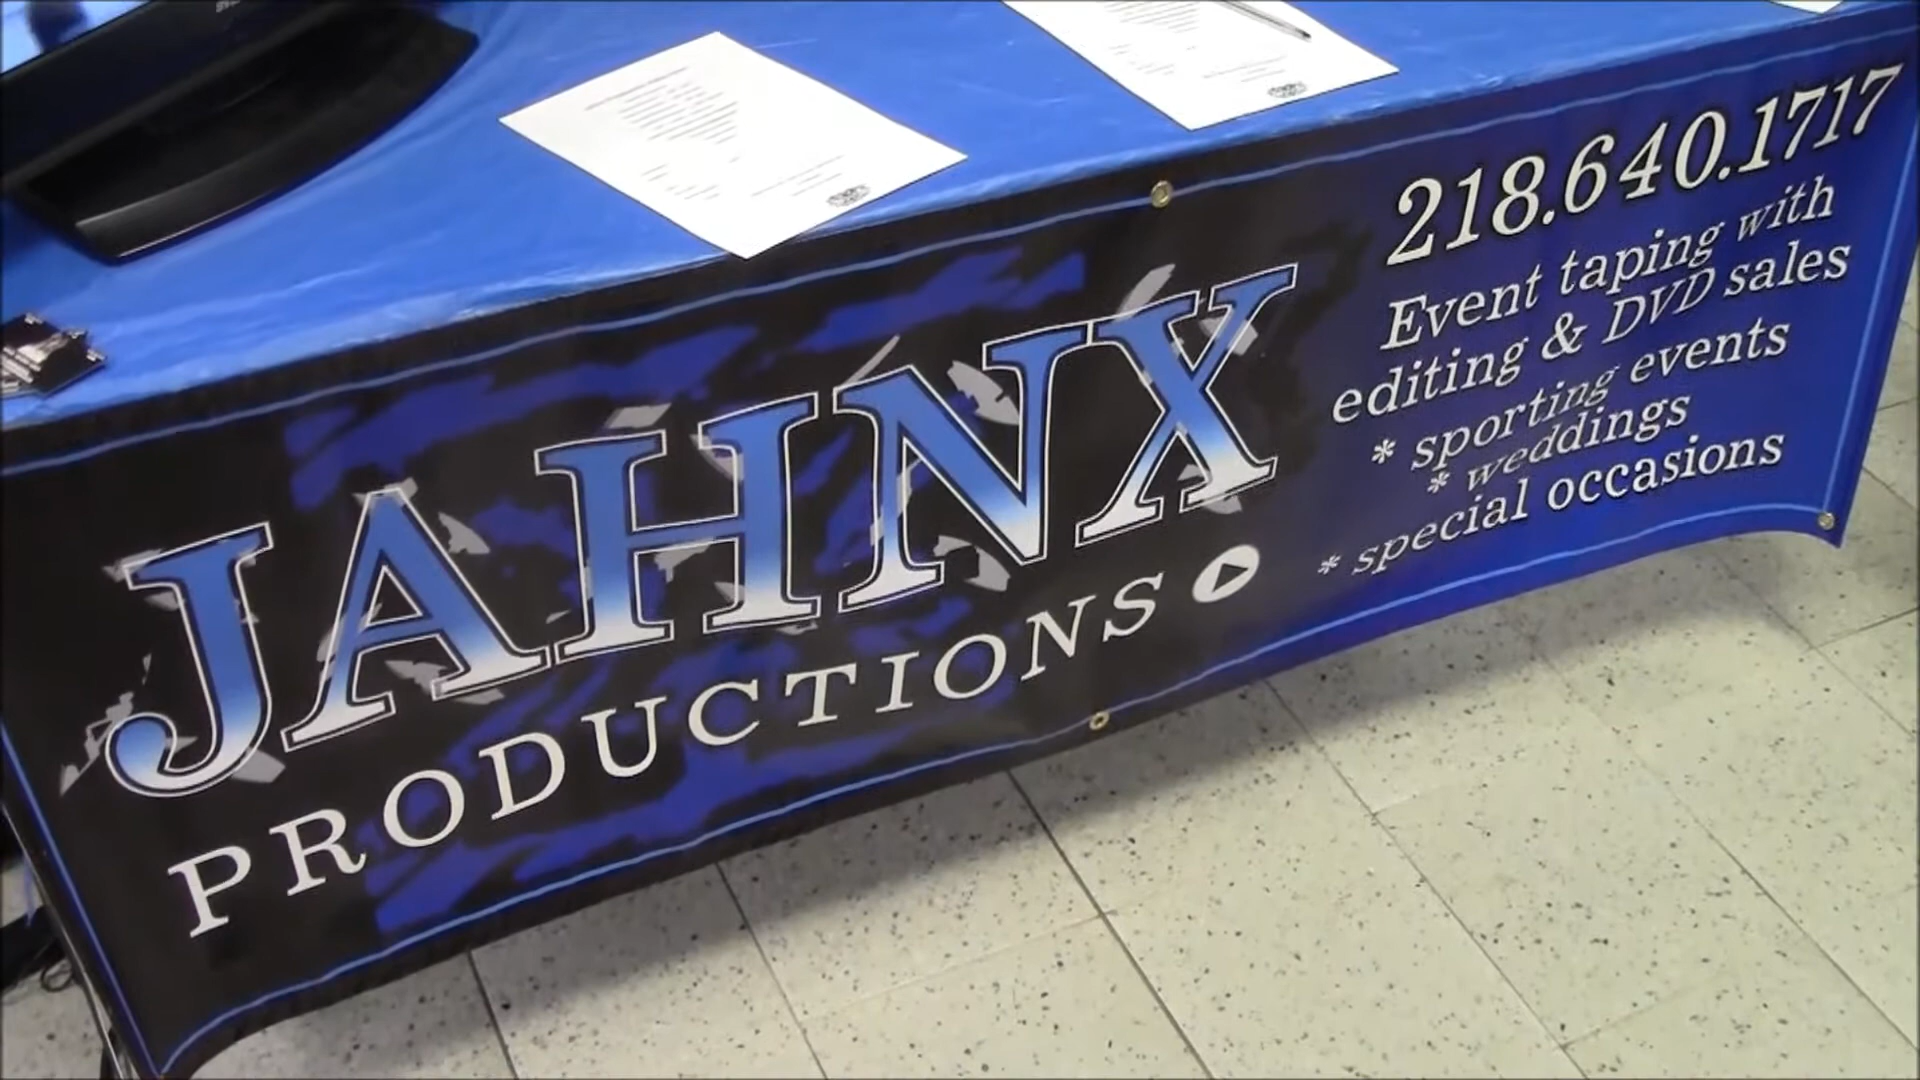 JAHNX
PRODUCTIONS
218.640.1717
Event taping with
editing & DVD sales
* sporting events
* weddings
* special occasions